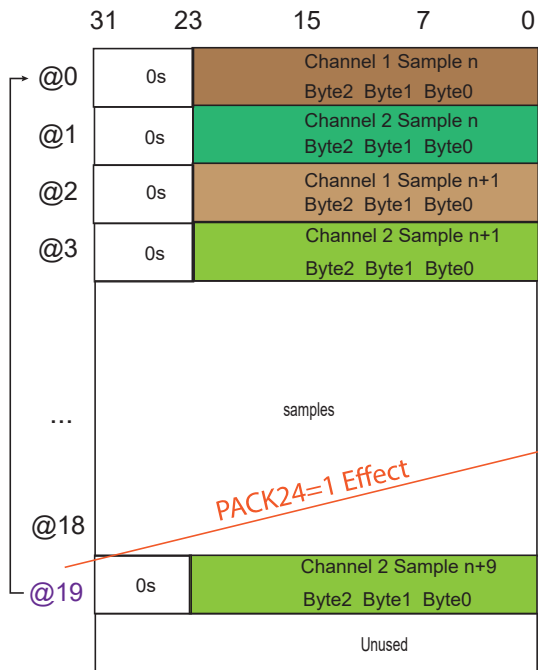 31 23 15 7 0
@0 0s Channel 1 Sample n
Byte2 Byte1 Byte0
@1 0s Channel 2 Sample n
Byte2 Byte1 Byte0
@2 0s Channel 1 Sample n+1
Byte2 Byte1 Byte0
@3 0s Channel 2 Sample n+1
Byte2 Byte1 Byte0
... samples
PACK24=1 Effect
@18
@19 0s Channel 2 Sample n+9
Byte2 Byte1 Byte0
Unused